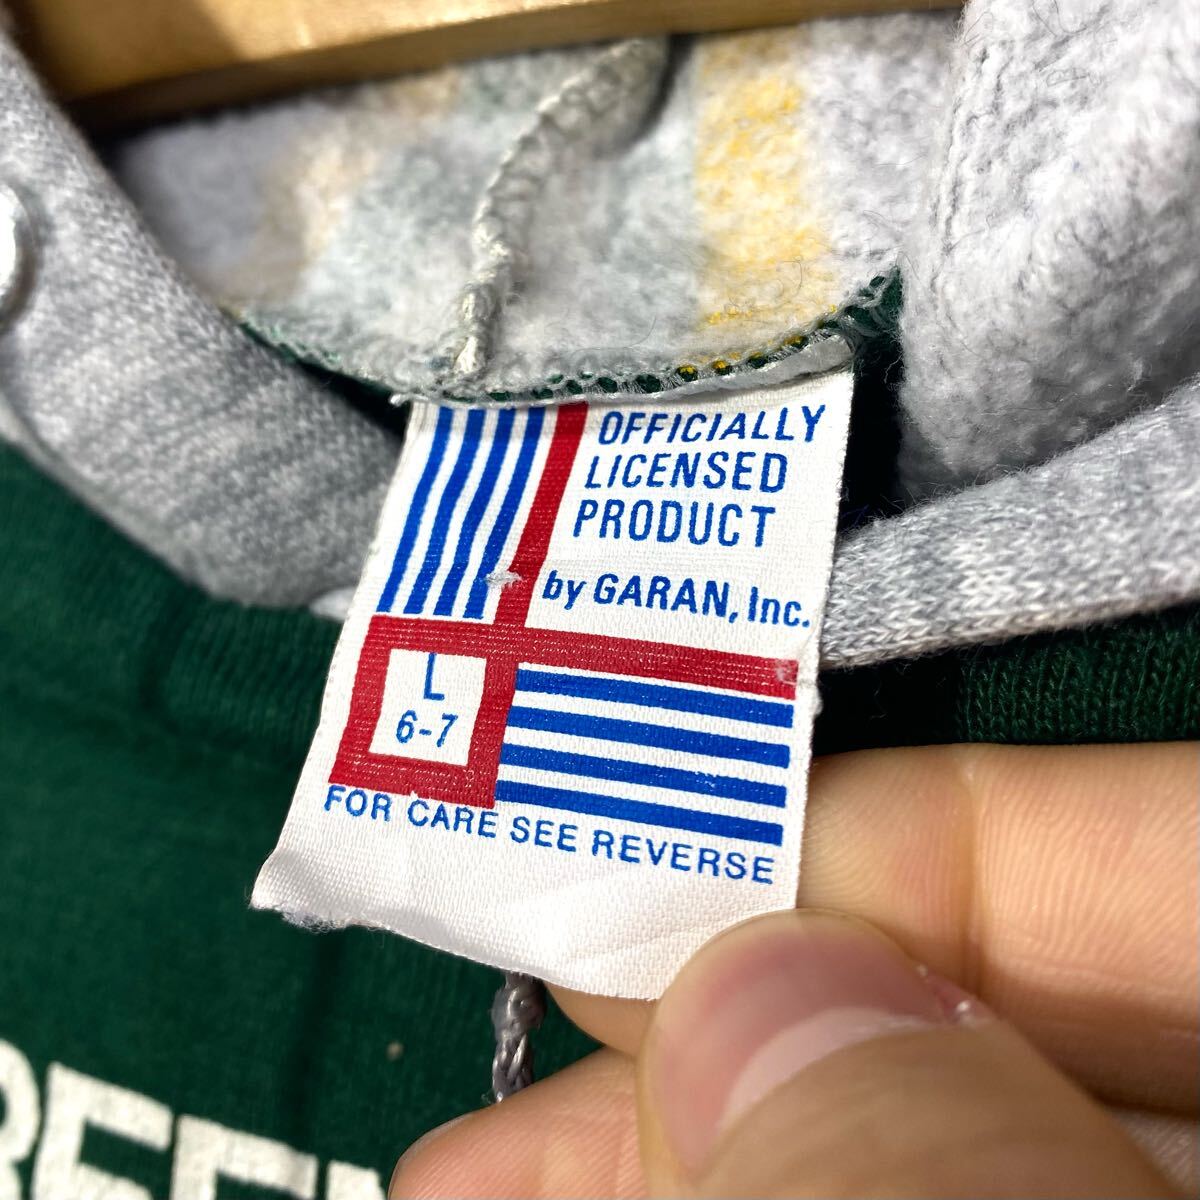 OFFICIALLY
LICENSED
PRODUCT
by GARAN, Inc.
L
6-7
FOR CARE SEE REVERSE